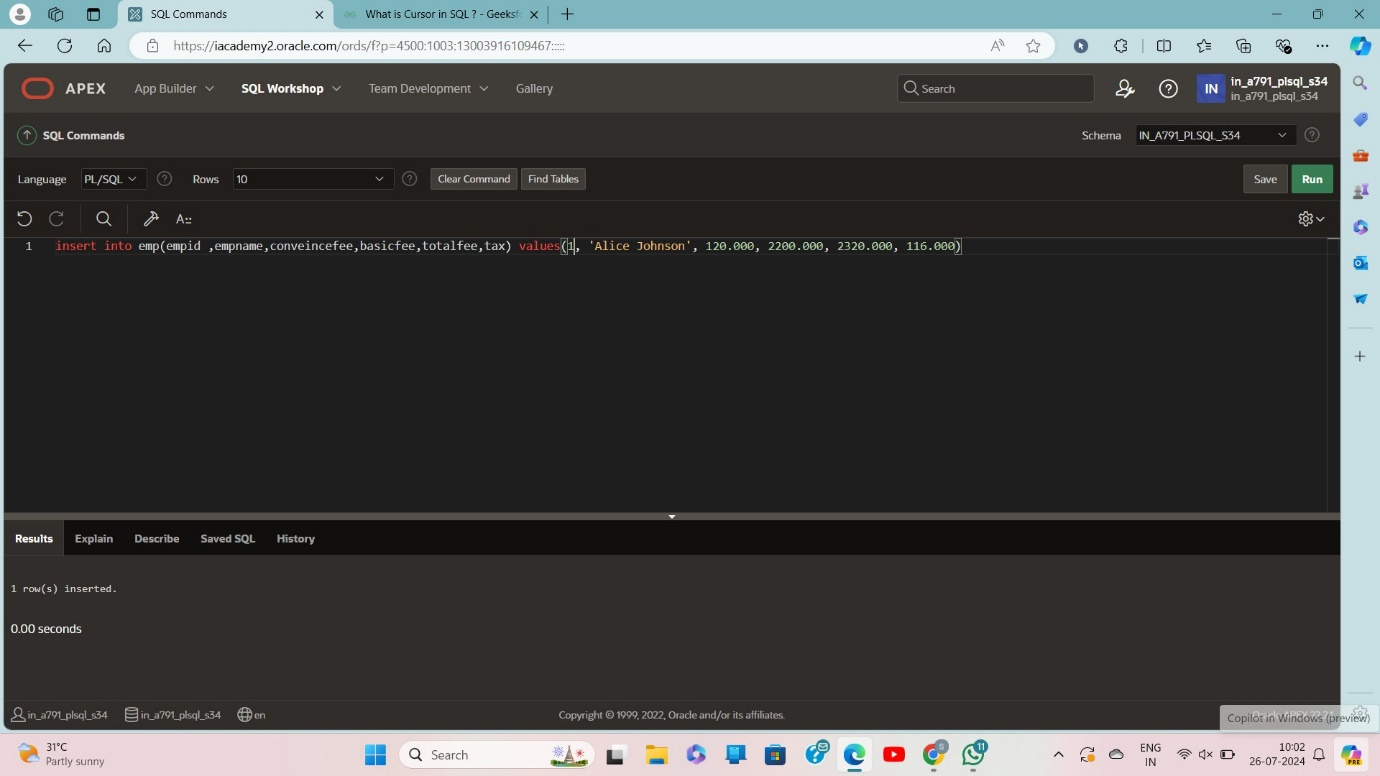 SQL Commands
What is Cursor in SQL ? - Geeksf
https://iacademy2.oracle.com/ords/f?p=4500:1003:13003916109467:::::
APEX App Builder SQL Workshop Team Development Gallery
Search
IN
in_a791_plsql_s34
in_a791_plsql_s34
SQL Commands
Schema IN_A791_PLSQL_S34
Language PL/SQL Rows 10 Clear Command Find Tables Save Run
1 insert into emp(empid ,empname,conveincefee,basicfee,totalfee,tax) values(1, 'Alice Johnson', 120.000, 2200.000, 2320.000, 116.000)
Results Explain Describe Saved SQL History
1 row(s) inserted.
0.00 seconds
in_a791_plsql_s34 in_a791_plsql_s34 en
Copyright © 1999, 2022, Oracle and/or its affiliates.
Copilot in Windows (preview)
31°C
Partly sunny
Search
11
ENG
IN
10:02
26-07-2024
PRE